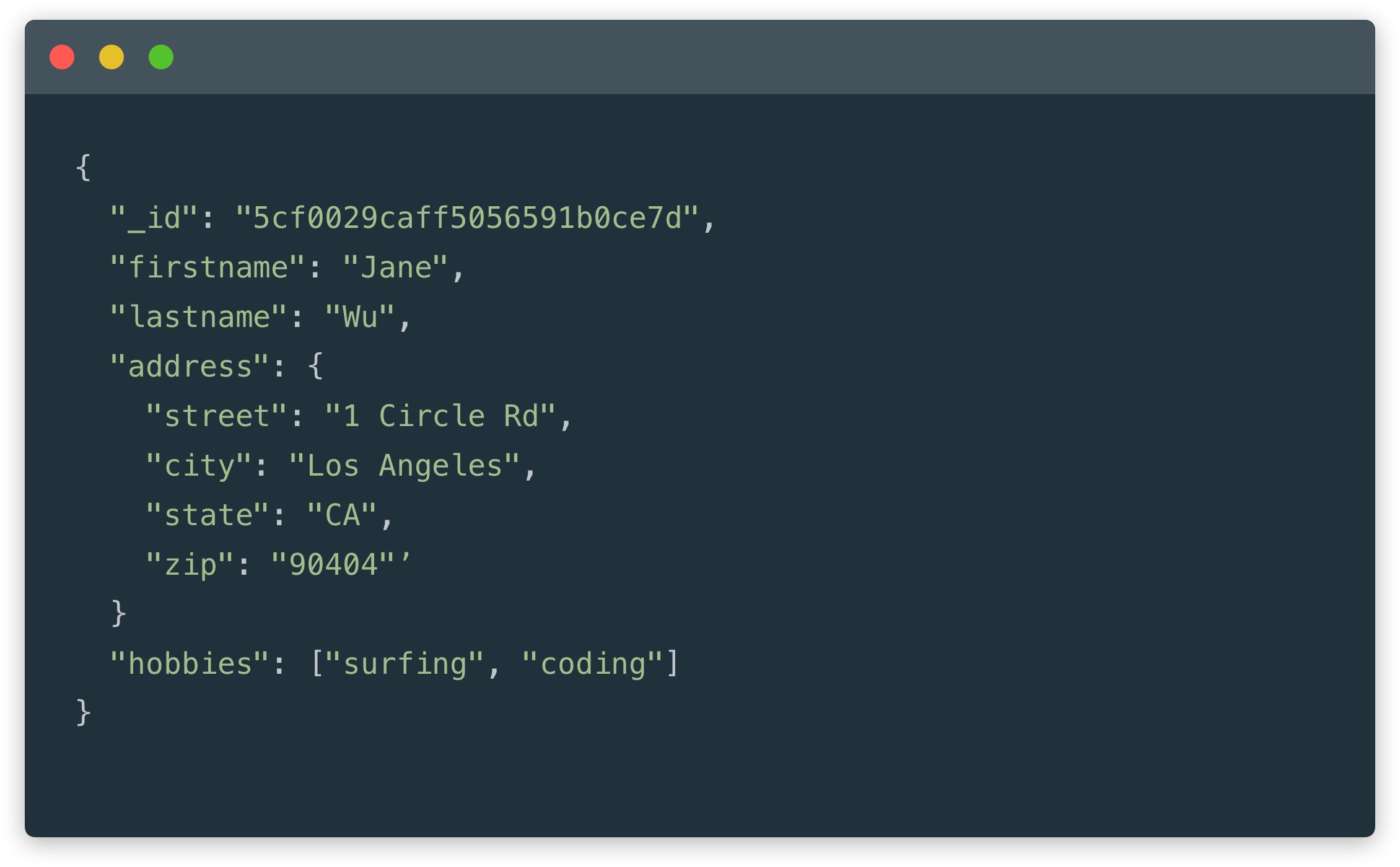 {
  "_id": "5cf0029caff5056591b0ce7d",
  "firstname": "Jane",
  "lastname": "Wu",
  "address": {
    "street": "1 Circle Rd",
    "city": "Los Angeles",
    "state": "CA",
    "zip": "90404"’
  }
  "hobbies": ["surfing", "coding"]
}